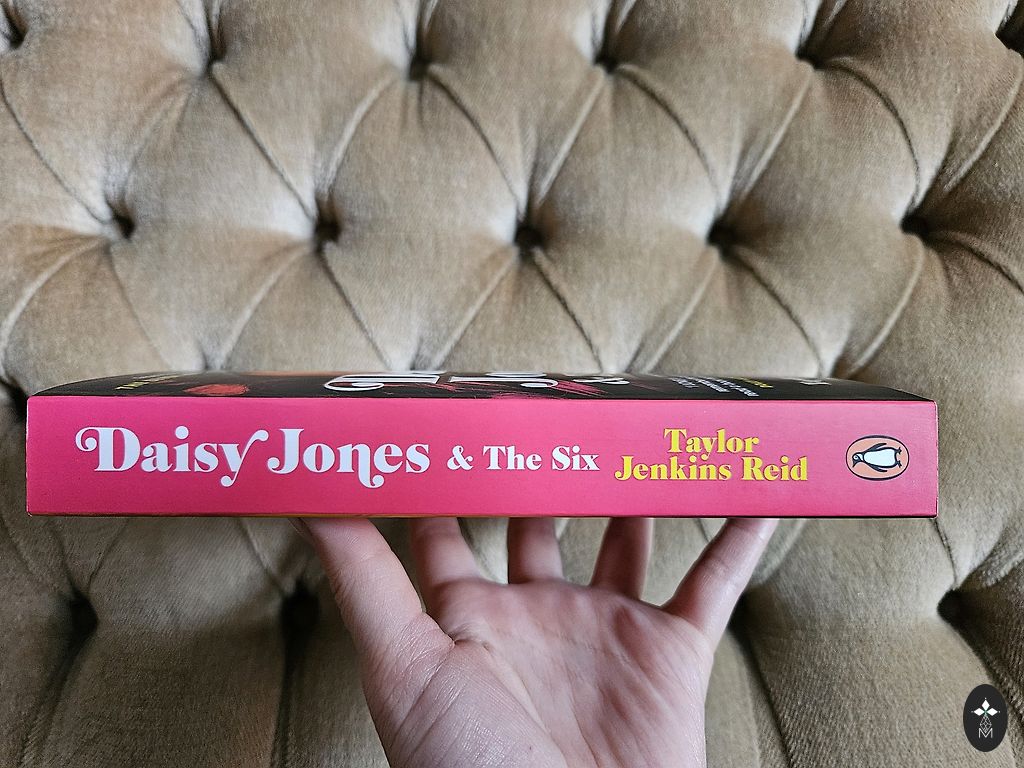 Daisy Jones & The Six
Taylor
Jenkins Reid
M